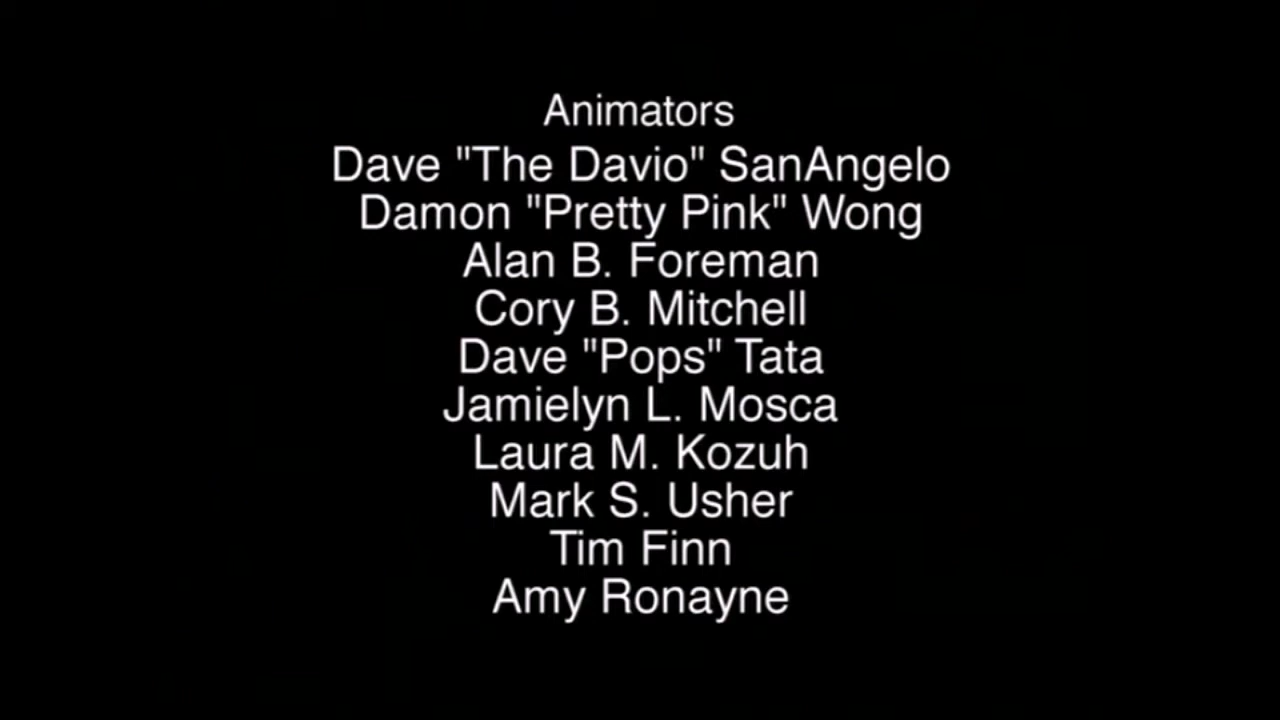 Animators
Dave "The Davio" SanAngelo
Damon "Pretty Pink" Wong
Alan B. Foreman
Cory B. Mitchell
Dave "Pops" Tata
Jamielyn L. Mosca
Laura M. Kozuh
Mark S. Usher
Tim Finn
Amy Ronayne